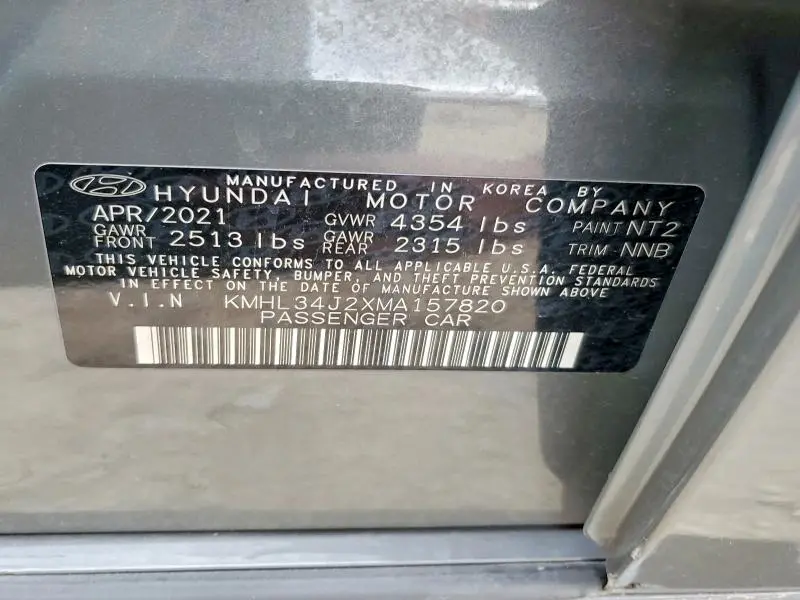 MANUFACTURED IN KOREA BY
HYUNDAI MOTOR COMPANY
APR/2021 GVWR 4354 lbs PAINT NT2
GAWR FRONT 2513 lbs GAWR REAR 2315 lbs TRIM- NNB
THIS VEHICLE CONFORMS TO ALL APPLICABLE U.S.A. FEDERAL
MOTOR VEHICLE SAFETY, BUMPER, AND THEFT PREVENTION STANDARDS
IN EFFECT ON THE DATE OF MANUFACTURE SHOWN ABOVE
V.I.N KMHL34J2XMA157820
PASSENGER CAR